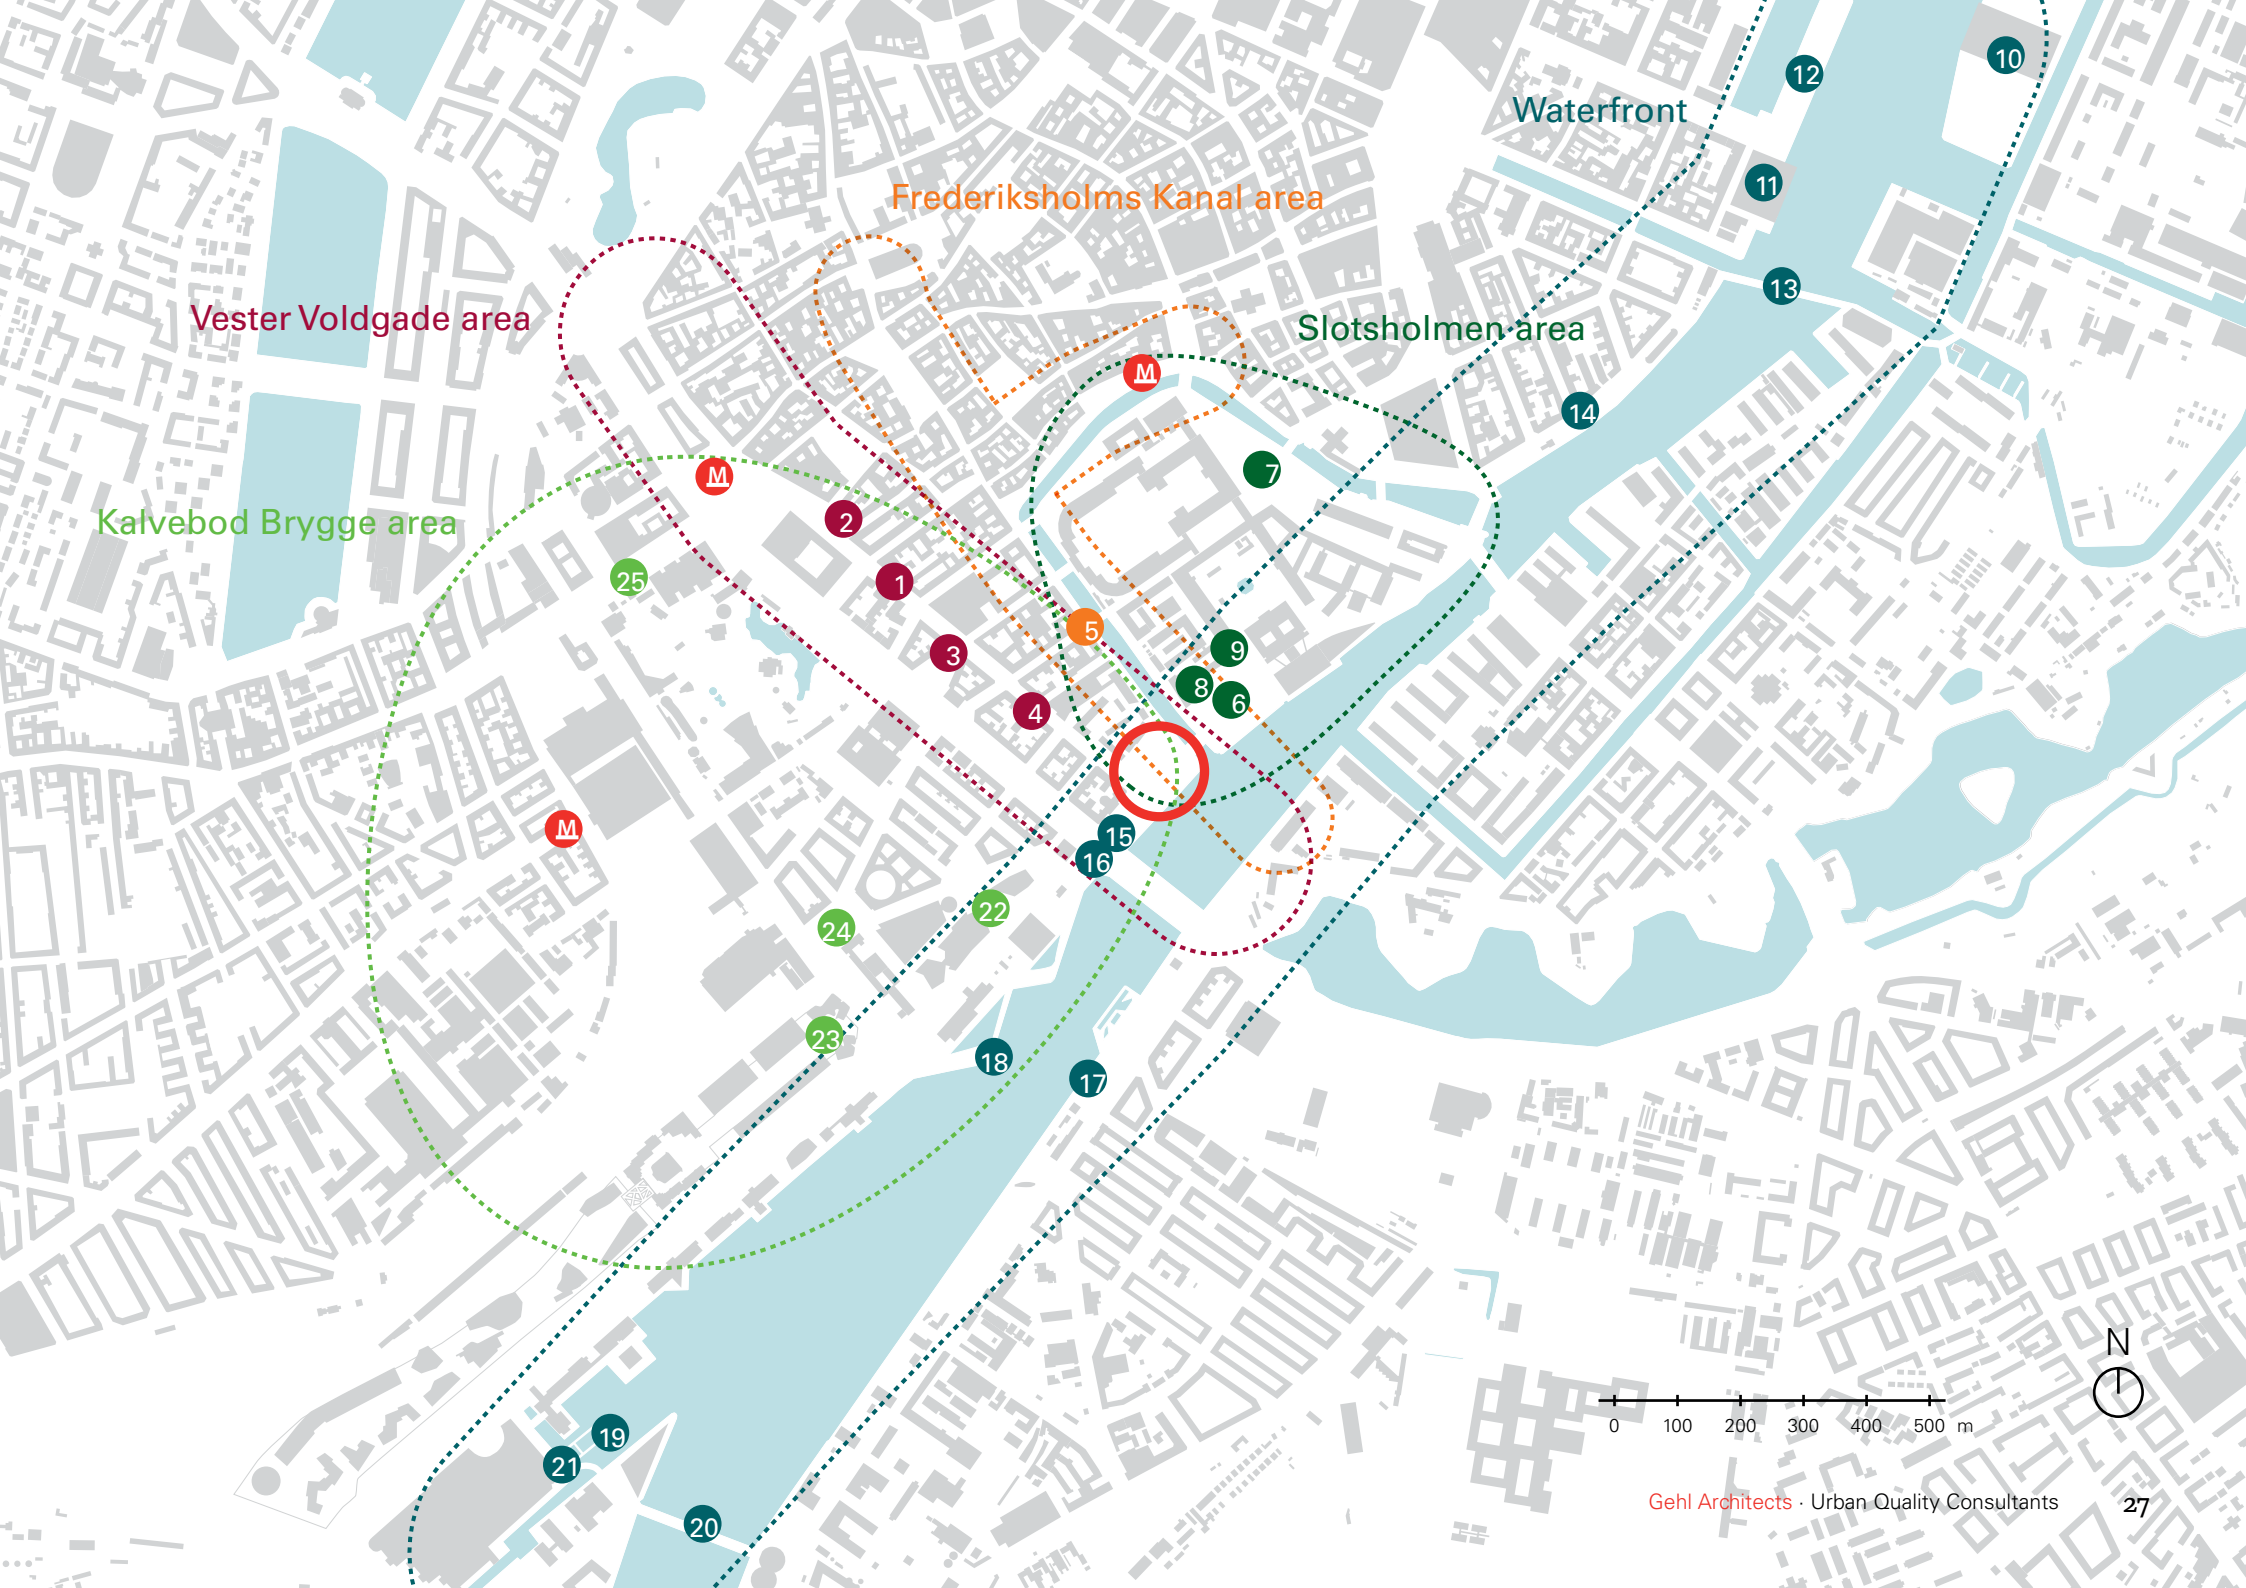 10
12
Waterfront
11
Frederiksholms Kanal area
13
Vester Voldgade area
Slotsholmen area
M
14
7
M
2
Kalvebod Brygge area
25
1
5
3
9
8
6
4
M
15
16
22
24
23
18
17
N
0 100 200 300 400 500 m
19
21
20
Gehl Architects · Urban Quality Consultants 27